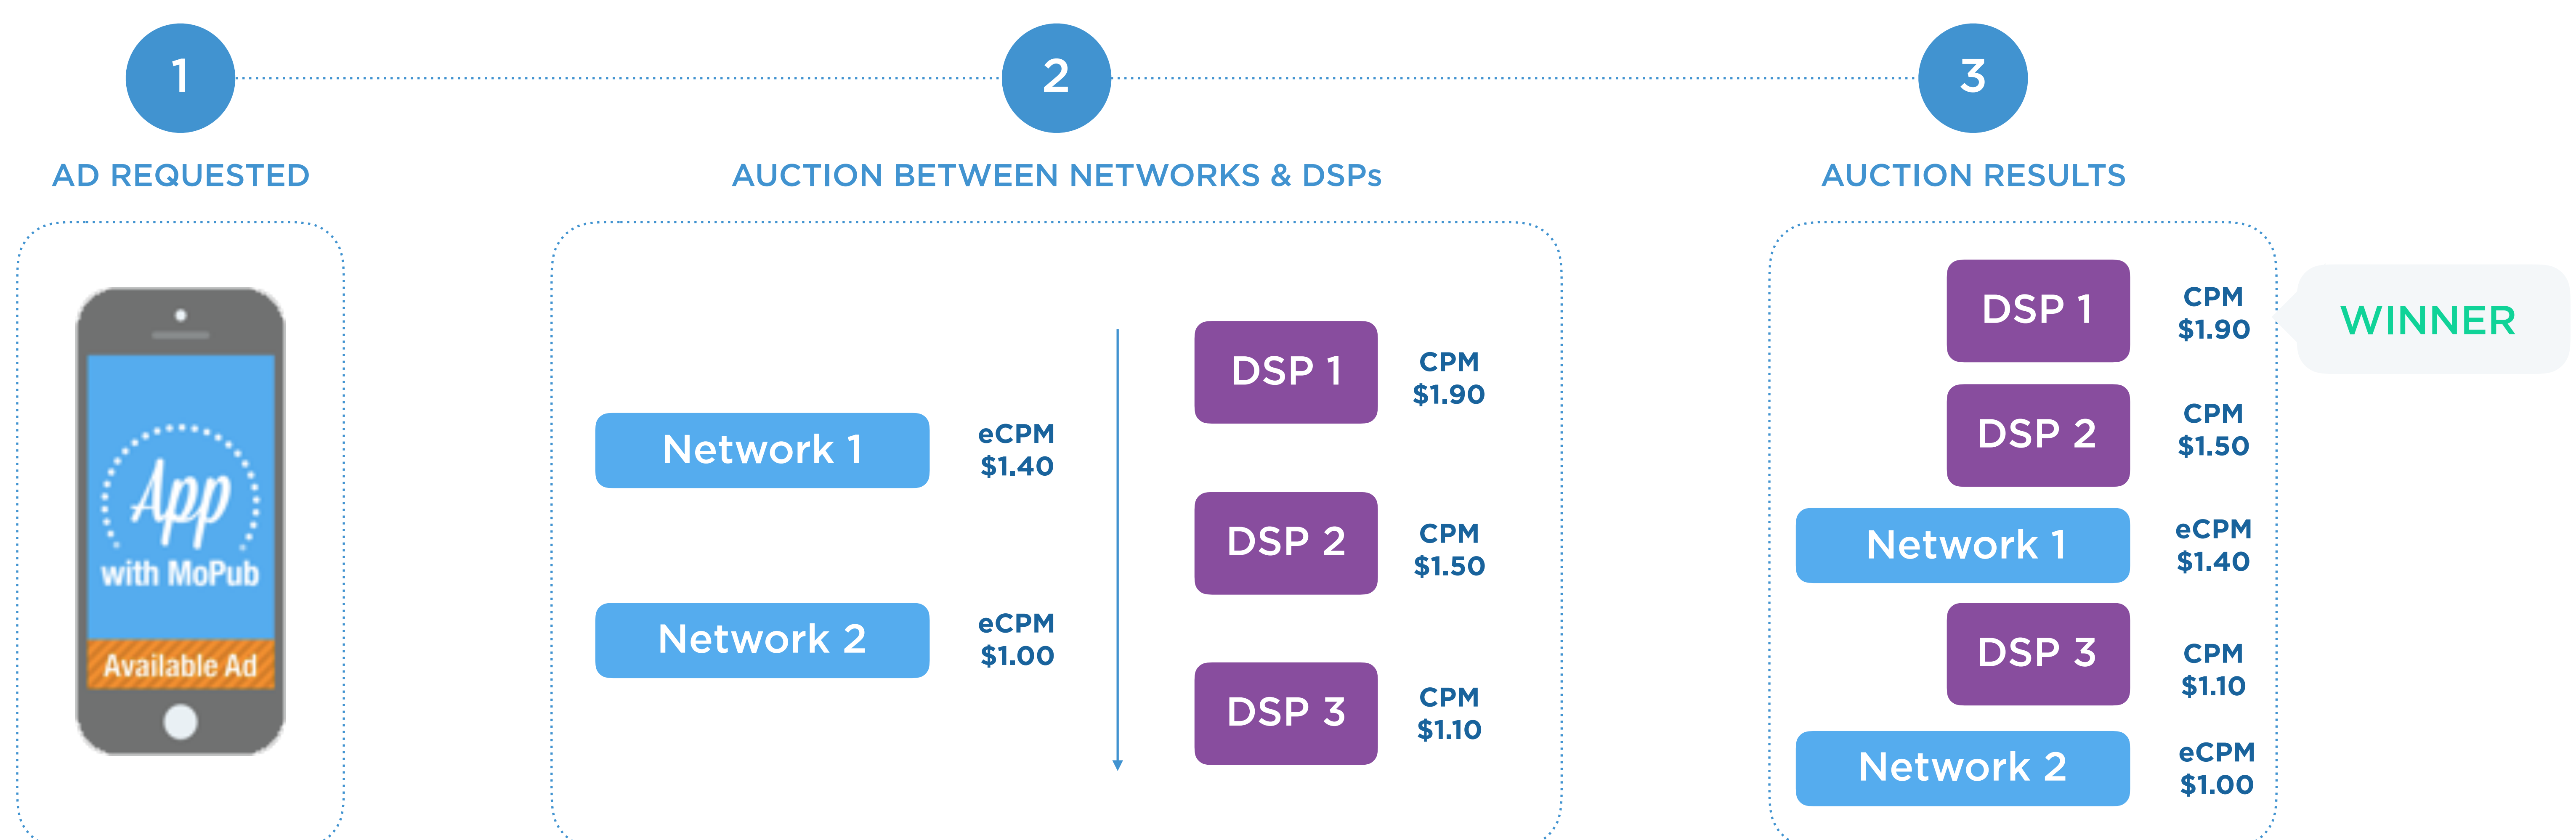 1
2
3
AD REQUESTED
AUCTION BETWEEN NETWORKS & DSPs
AUCTION RESULTS
App
with MoPub
Available Ad
Network 1
eCPM
$1.40
Network 2
eCPM
$1.00
DSP 1
CPM
$1.90
DSP 2
CPM
$1.50
DSP 3
CPM
$1.10
DSP 1
CPM
$1.90
WINNER
DSP 2
CPM
$1.50
Network 1
eCPM
$1.40
DSP 3
CPM
$1.10
Network 2
eCPM
$1.00